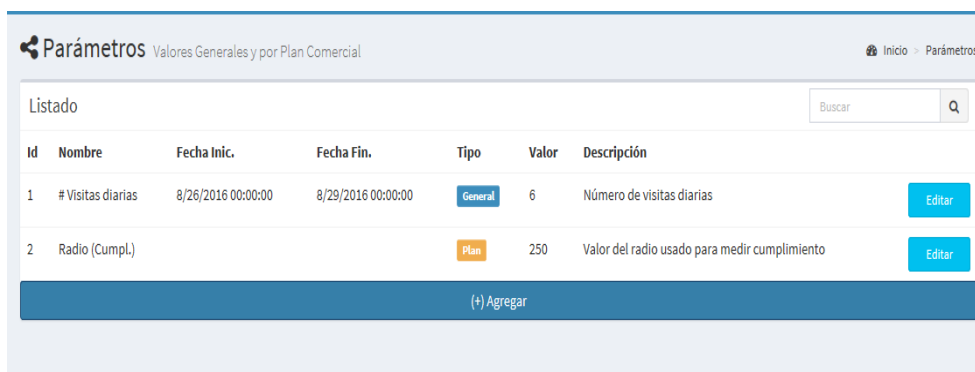 Parámetros Valores Generales y por Plan Comercial Inicio > Parámetros
Listado Buscar
Id Nombre Fecha Inic. Fecha Fin. Tipo Valor Descripción
1 # Visitas diarias 8/26/2016 00:00:00 8/29/2016 00:00:00 General 6 Número de visitas diarias Editar
2 Radio (Cumpl.) Plan 250 Valor del radio usado para medir cumplimiento Editar
(+) Agregar